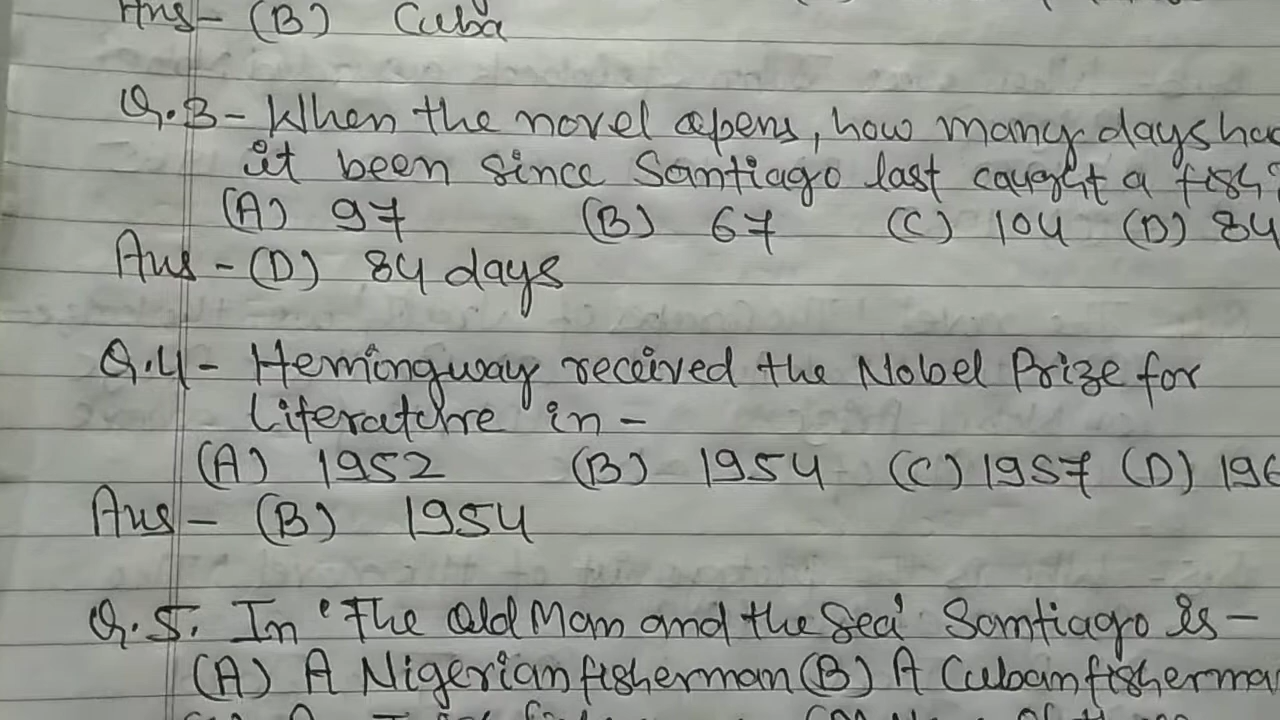 Ans - (B) Cuba
Q.3 - When the novel opens, how many days had
it been since Santiago last caught a fish?
(A) 97 (B) 67 (C) 104 (D) 84
Ans - (D) 84 days
Q.4 - Hemingway received the Nobel Prize for
Literature in -
(A) 1952 (B) 1954 (C) 1957 (D) 196
Ans - (B) 1954
Q.5. In 'The Old Man and the Sea' Santiago is -
(A) A Nigerian fisherman (B) A Cuban fisherma